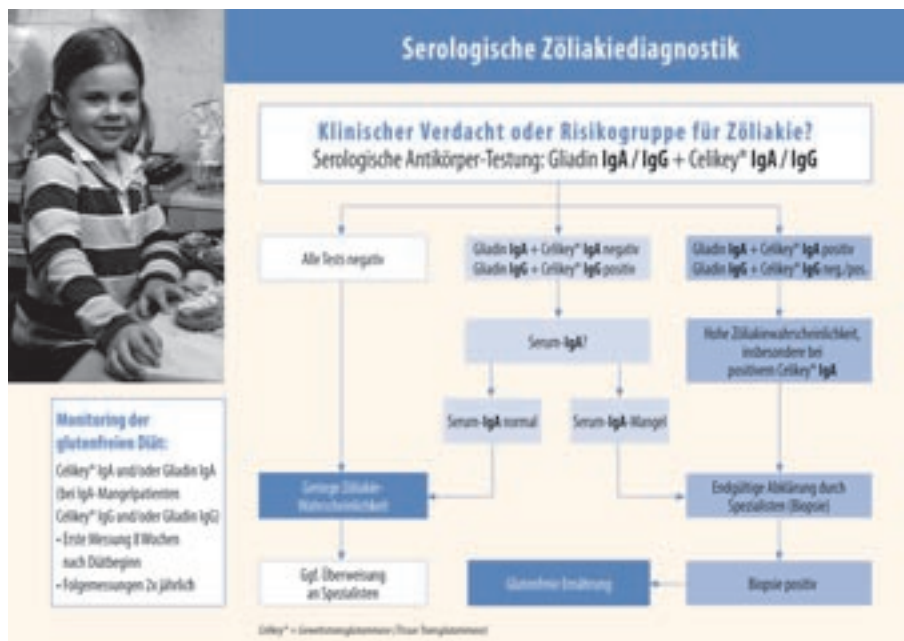 Serologische Zöliakiediagnostik
Klinischer Verdacht oder Risikogruppe für Zöliakie?
Serologische Antikörper-Testung: Gliadin IgA / IgG + Celikey® IgA / IgG
Alle Tests negativ
Gliadin IgA + Celikey® IgA negativ
Gliadin IgG + Celikey® IgG positiv
Gliadin IgA + Celikey® IgA positiv
Gliadin IgG + Celikey® IgG neg./pos.
Serum-IgA?
Hohe Zöliakiewahrscheinlichkeit,
insbesondere bei
positivem Celikey® IgA
Serum-IgA normal
Serum-IgA-Mangel
Geringe Zöliakie-
Wahrscheinlichkeit
Endgültige Abklärung durch
Spezialisten (Biopsie)
Ggf. Überweisung
an Spezialisten
Glutenfreie Ernährung
Biopsie positiv
Monitoring der
glutenfreien Diät:
Celikey® IgA und/oder Gliadin IgA
(bei IgA-Mangelpatienten
Celikey® IgG und/oder Gliadin IgG)
• Erste Messung 8 Wochen
nach Diätbeginn
• Folgemessungen 2x jährlich
Celikey® = Gewebstransglutaminase (Tissue Transglutaminase)